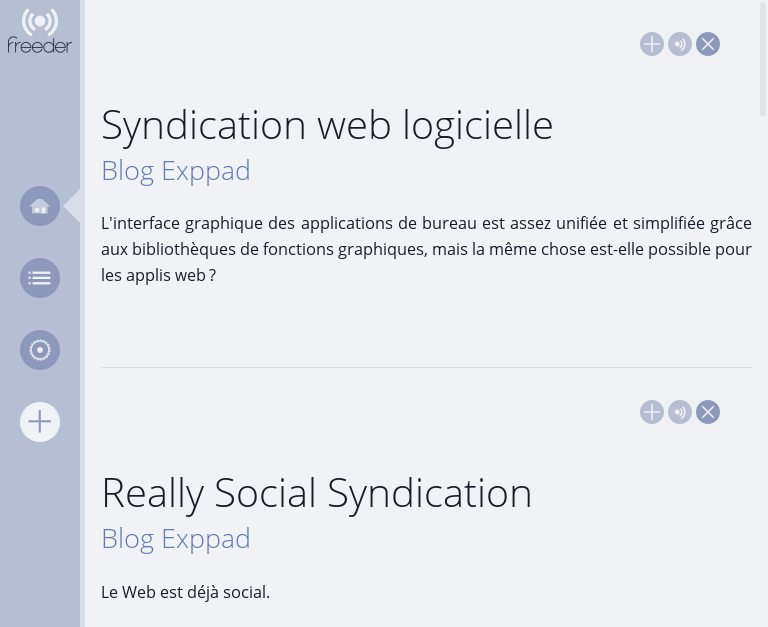 freeder
Syndication web logicielle
Blog Exppad
L'interface graphique des applications de bureau est assez unifiée et simplifiée grâce
aux bibliothèques de fonctions graphiques, mais la même chose est-elle possible pour
les applis web ?
Really Social Syndication
Blog Exppad
Le Web est déjà social.